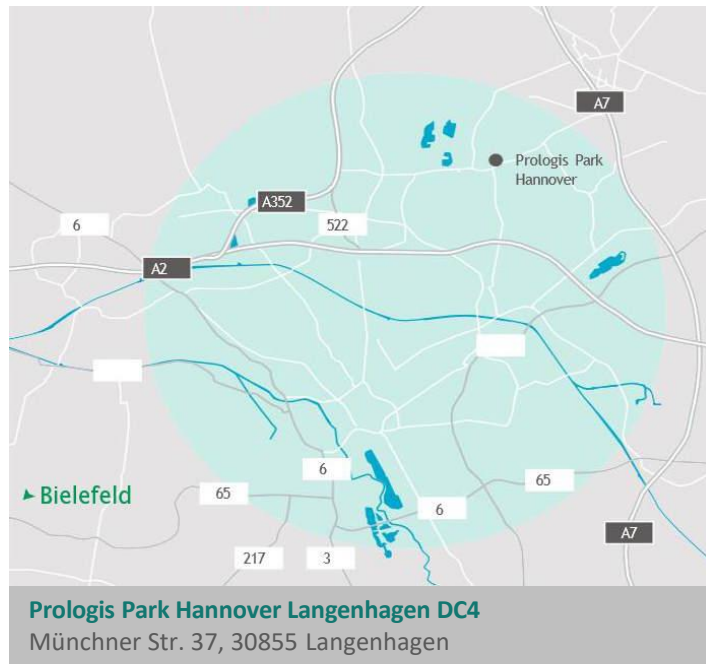 A7
Prologis Park
Hannover
A352
6
522
A2
Bielefeld
6
65
65
6
A7
217
3
Prologis Park Hannover Langenhagen DC4
Münchner Str. 37, 30855 Langenhagen